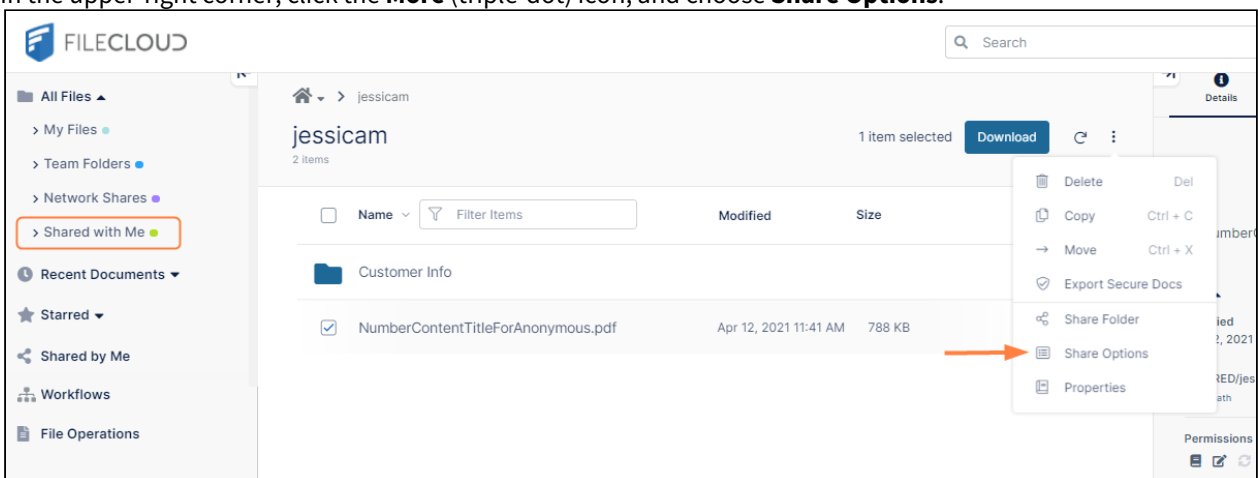 in the upper-right corner, click the More (triple-dot) icon, and choose Share Options.
FILECLOUD
Search
All Files
jessicam
Details
My Files
jessicam
1 item selected Download
Team Folders
2 items
Delete Del
Network Shares
Name Filter Items Modified Size
Copy Ctrl + C
Shared with Me
Move Ctrl + X
Recent Documents
Customer Info
Export Secure Docs
Starred
NumberContentTitleForAnonymous.pdf Apr 12, 2021 11:41 AM 788 KB
Share Folder
2, 2021
Shared by Me
Share Options
Workflows
Properties
File Operations
Permissions